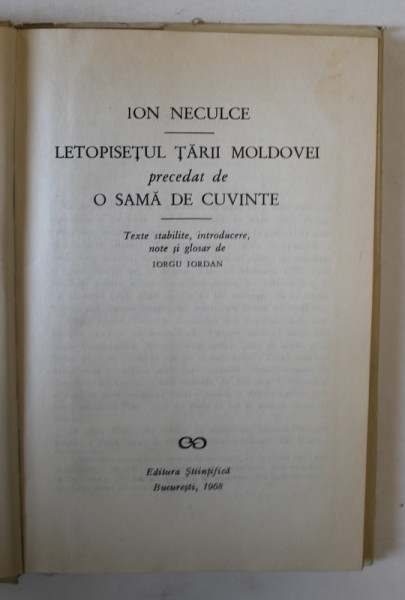 ION NECULCE
LETOPISEȚUL ȚĂRII MOLDOVEI
precedat de
O SAMĂ DE CUVINTE
Texte stabilite, introducere,
note și glosar de
IORGU IORDAN
Editura Științifică
București, 1968